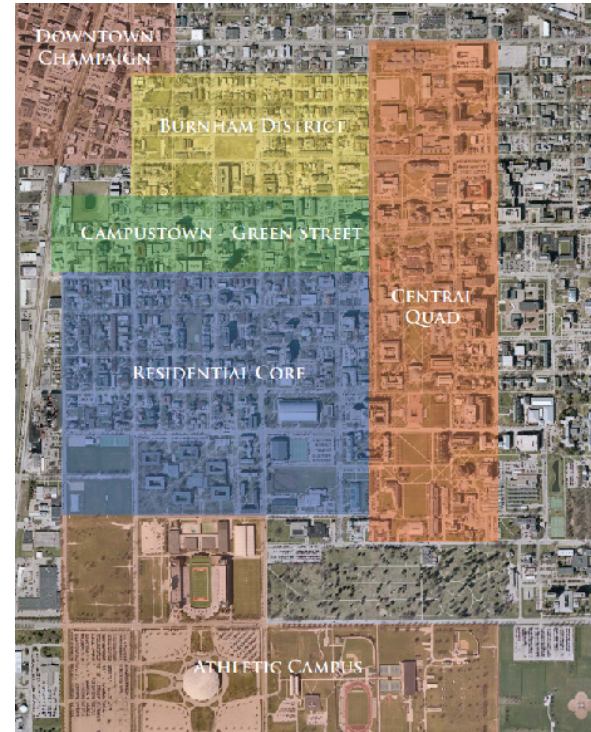 DOWNTOWN
CHAMPAIGN
BURNHAM DISTRICT
CAMPUSTOWN - GREEN STREET
CENTRAL
QUAD
RESIDENTIAL CORE
ATHLETIC CAMPUS